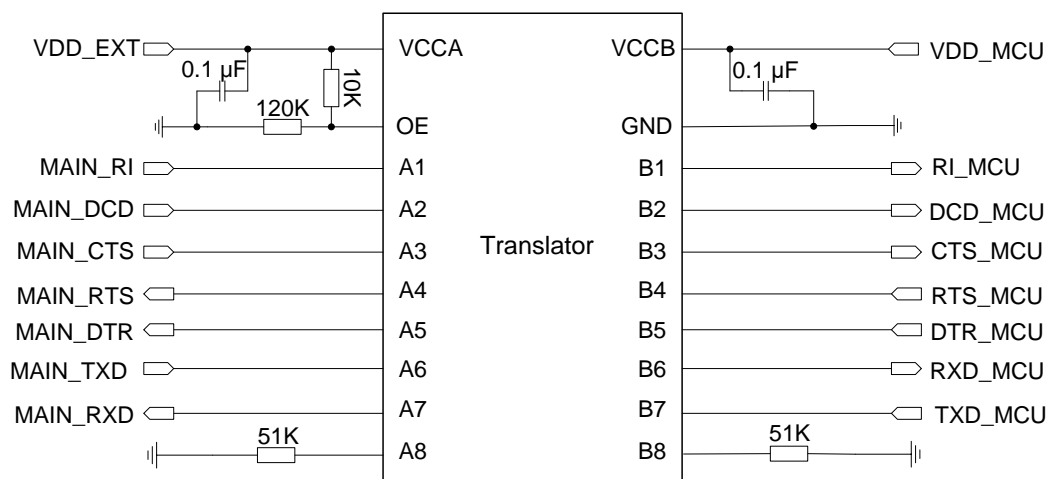 VDD_EXT VCCA VCCB VDD_MCU
0.1 µF 0.1 µF
10K
120K
OE GND
MAIN_RI A1 B1 RI_MCU
MAIN_DCD A2 B2 DCD_MCU
MAIN_CTS A3 Translator B3 CTS_MCU
MAIN_RTS A4 B4 RTS_MCU
MAIN_DTR A5 B5 DTR_MCU
MAIN_TXD A6 B6 RXD_MCU
MAIN_RXD A7 B7 TXD_MCU
51K A8 B8 51K